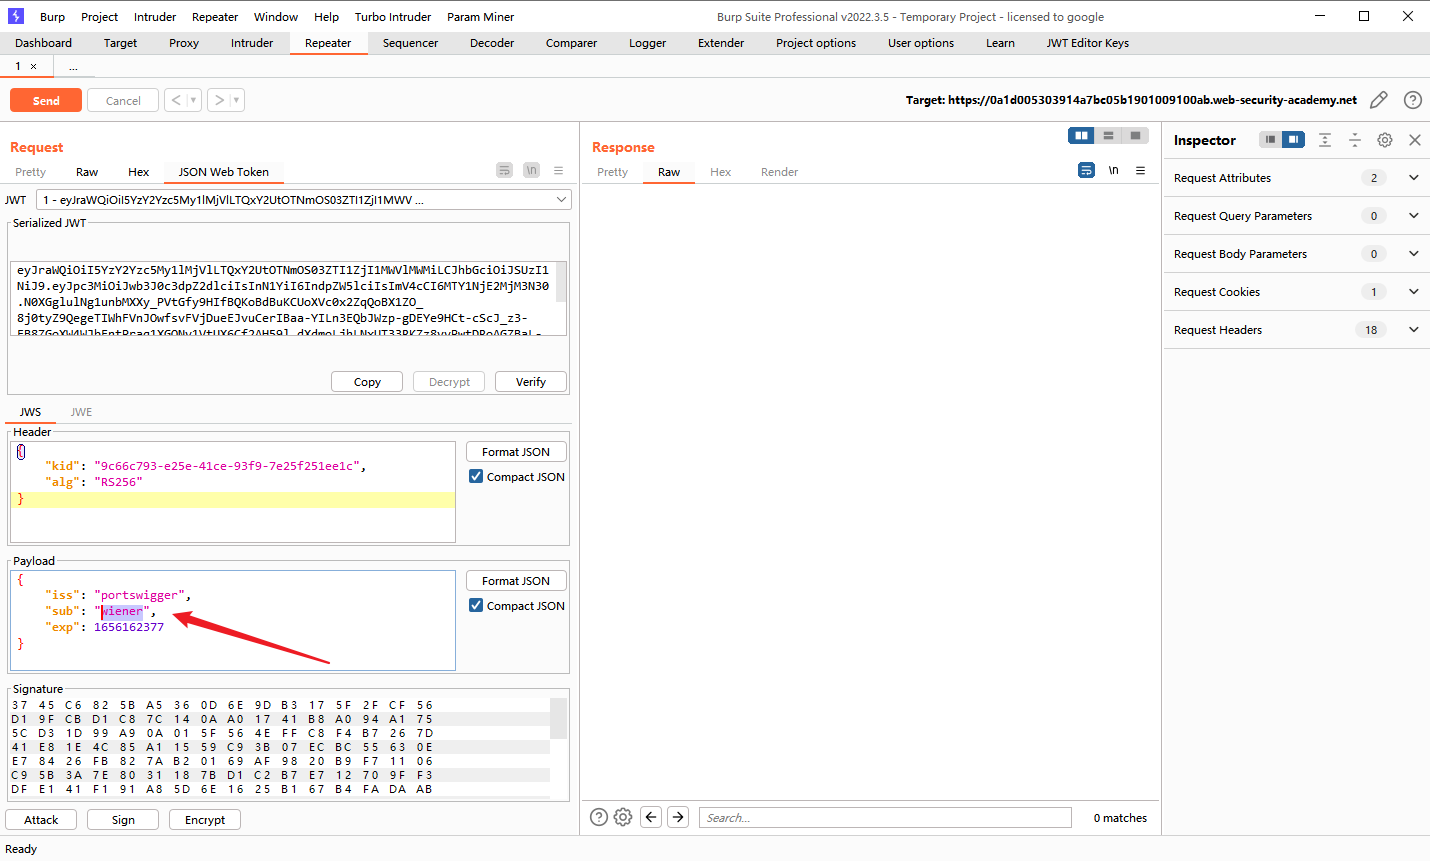 Burp Project Intruder Repeater Window Help Turbo Intruder Param Miner Burp Suite Professional v2022.3.5 - Temporary Project - licensed to google
Dashboard Target Proxy Intruder Repeater Sequencer Decoder Comparer Logger Extender Project options User options Learn JWT Editor Keys
1 × ...
Send Cancel < > Target: https://0a1d005303914a7bc05b1901009100ab.web-security-academy.net
Request
Pretty Raw Hex JSON Web Token \n
JWT 1 - eyJraWQiOiI5YzY2Yzc5My1lMjVlLTQxY2UtOTNmOS03ZTI1ZjI1MWV ...
Serialized JWT
eyJraWQiOiI5YzY2Yzc5My1lMjVlLTQxY2UtOTNmOS03ZTI1ZjI1MWVlMWMiLCJhbGciOiJSUzI1
NiJ9.eyJpc3MiOiJwb3J0c3dpZ2dlciIsInN1YiI6IndpZW5lciIsImV4cCI6MTY1NjE2MjM3N30
.N0XGglulNg1unbMXXy_PVtGfy9HIfBQKoBdBuKCUoXVc0x2ZqQoBX1ZO_
8j0tyZ9QegeTIWhFVnJOwfsvFVjDueEJvuCerIBaa-YILn3EQbJWzp-gDEYe9HCt-cScJ_z3-
Copy Decrypt Verify
JWS JWE
Header
{
"kid": "9c66c793-e25e-41ce-93f9-7e25f251ee1c",
"alg": "RS256"
}
Format JSON
Compact JSON
Payload
{
"iss": "portswigger",
"sub": "wiener",
"exp": 1656162377
}
Format JSON
Compact JSON
Signature
37 45 C6 82 5B A5 36 0D 6E 9D B3 17 5F 2F CF 56
D1 9F CB D1 C8 7C 14 0A A0 17 41 B8 A0 94 A1 75
5C D3 1D 99 A9 0A 01 5F 56 4E FF C8 F4 B7 26 7D
41 E8 1E 4C 85 A1 15 59 C9 3B 07 EC BC 55 63 0E
E7 84 26 FB 82 7A B2 01 69 AF 98 20 B9 F7 11 06
C9 5B 3A 7E 80 31 18 7B D1 C2 B7 E7 12 70 9F F3
DF E1 41 F1 91 A8 5D 6E 16 25 B1 67 B4 FA DA AB
Attack Sign Encrypt
Ready
Response
Pretty Raw Hex Render \n
Search...
0 matches
Inspector
Request Attributes 2
Request Query Parameters 0
Request Body Parameters 0
Request Cookies 1
Request Headers 18